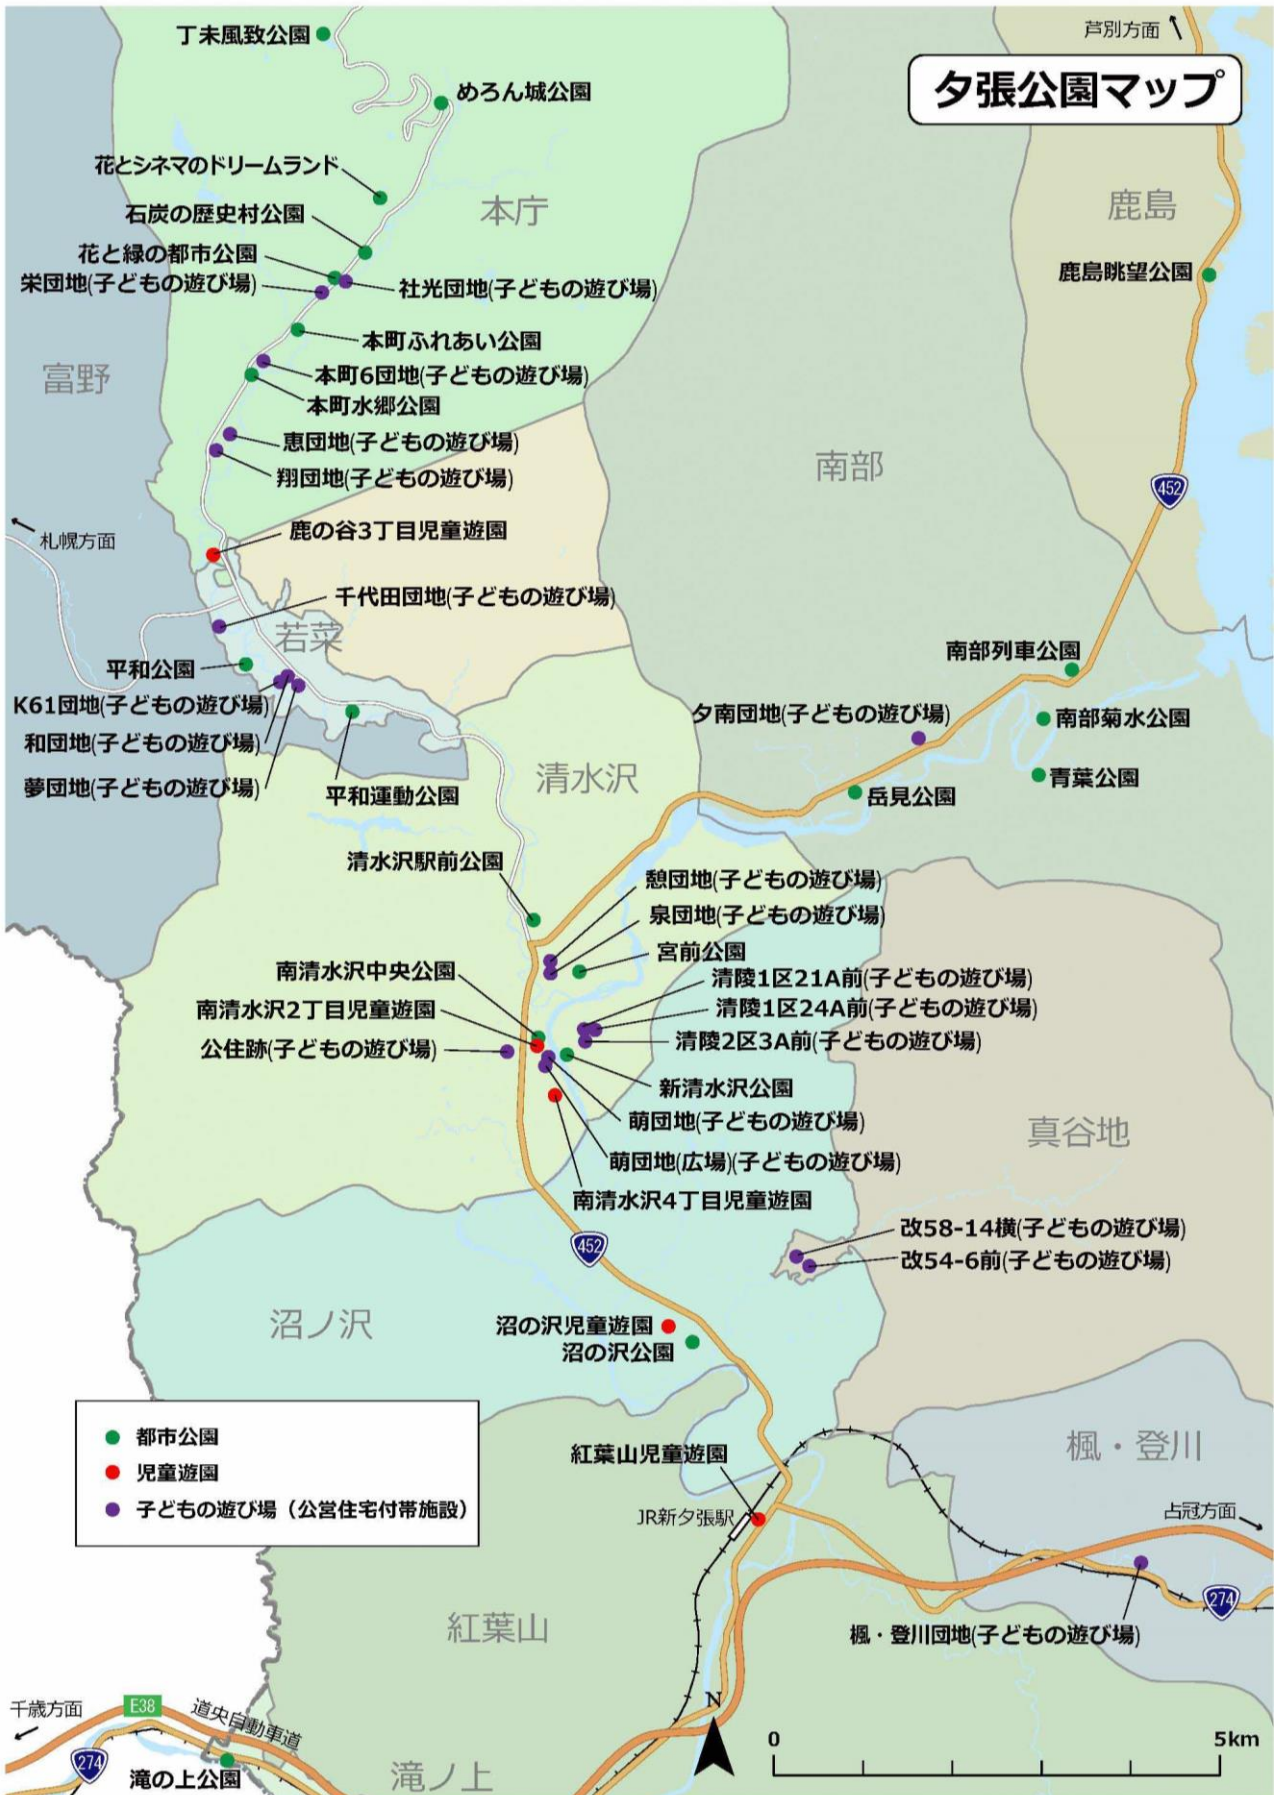 丁未風致公園
芦別方面
夕張公園マップ
めろん城公園
花とシネマのドリームランド
本庁
鹿島
石炭の歴史村公園
花と緑の都市公園
鹿島眺望公園
栄団地(子どもの遊び場)
社光団地(子どもの遊び場)
本町ふれあい公園
富野
本町6団地(子どもの遊び場)
本町水郷公園
恵団地(子どもの遊び場)
南部
翔団地(子どもの遊び場)
452
鹿の谷3丁目児童遊園
札幌方面
千代田団地(子どもの遊び場)
若菜
南部列車公園
平和公園
K61団地(子どもの遊び場)
夕南団地(子どもの遊び場)
南部菊水公園
和団地(子どもの遊び場)
清水沢
青葉公園
夢団地(子どもの遊び場)
平和運動公園
岳見公園
清水沢駅前公園
憩団地(子どもの遊び場)
泉団地(子どもの遊び場)
宮前公園
南清水沢中央公園
清陵1区21A前(子どもの遊び場)
南清水沢2丁目児童遊園
清陵1区24A前(子どもの遊び場)
公住跡(子どもの遊び場)
清陵2区3A前(子どもの遊び場)
新清水沢公園
萌団地(子どもの遊び場)
真谷地
萌団地(広場)(子どもの遊び場)
南清水沢4丁目児童遊園
改58-14横(子どもの遊び場)
452
改54-6前(子どもの遊び場)
沼ノ沢
沼の沢児童遊園
沼の沢公園
都市公園
児童遊園
子どもの遊び場（公営住宅付帯施設）
紅葉山児童遊園
楓・登川
JR新夕張駅
占冠方面
274
紅葉山
楓・登川団地(子どもの遊び場)
千歳方面
E38
道央自動車道
N
0
5km
274
滝の上公園
滝ノ上